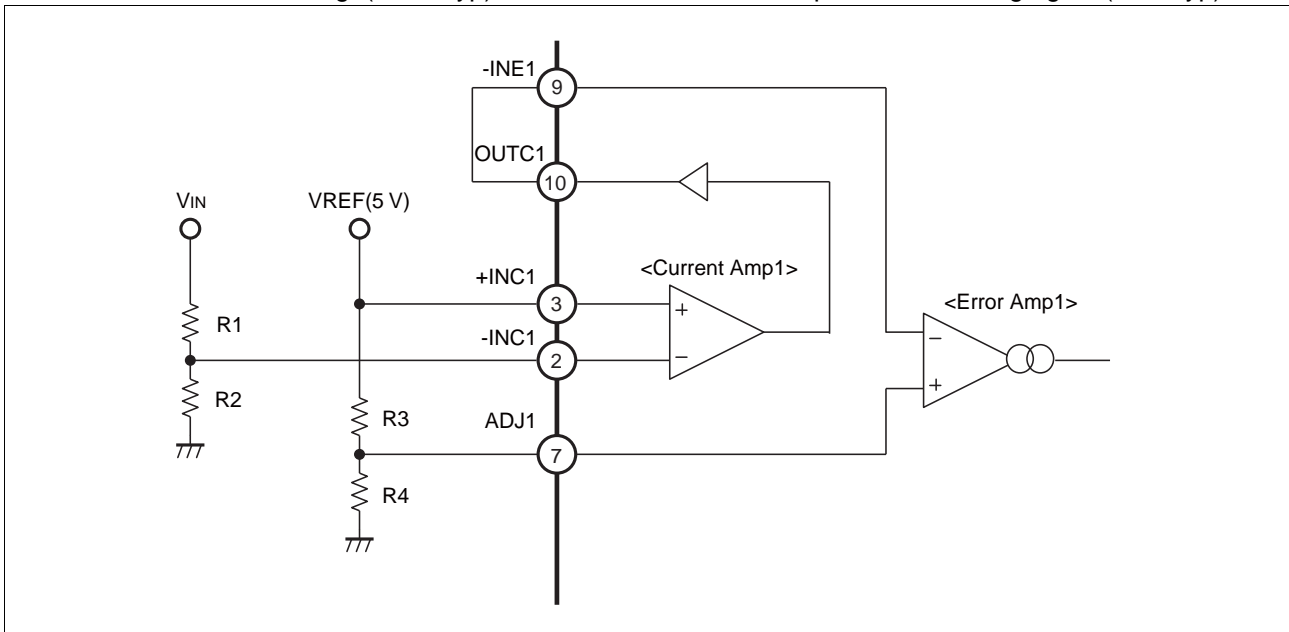 -INE1
9
OUTC1
10
VIN
VREF(5 V)
+INC1
3
<Current Amp1>
+
−
<Error Amp1>
−
+
R1
-INC1
2
R2
R3
ADJ1
7
R4